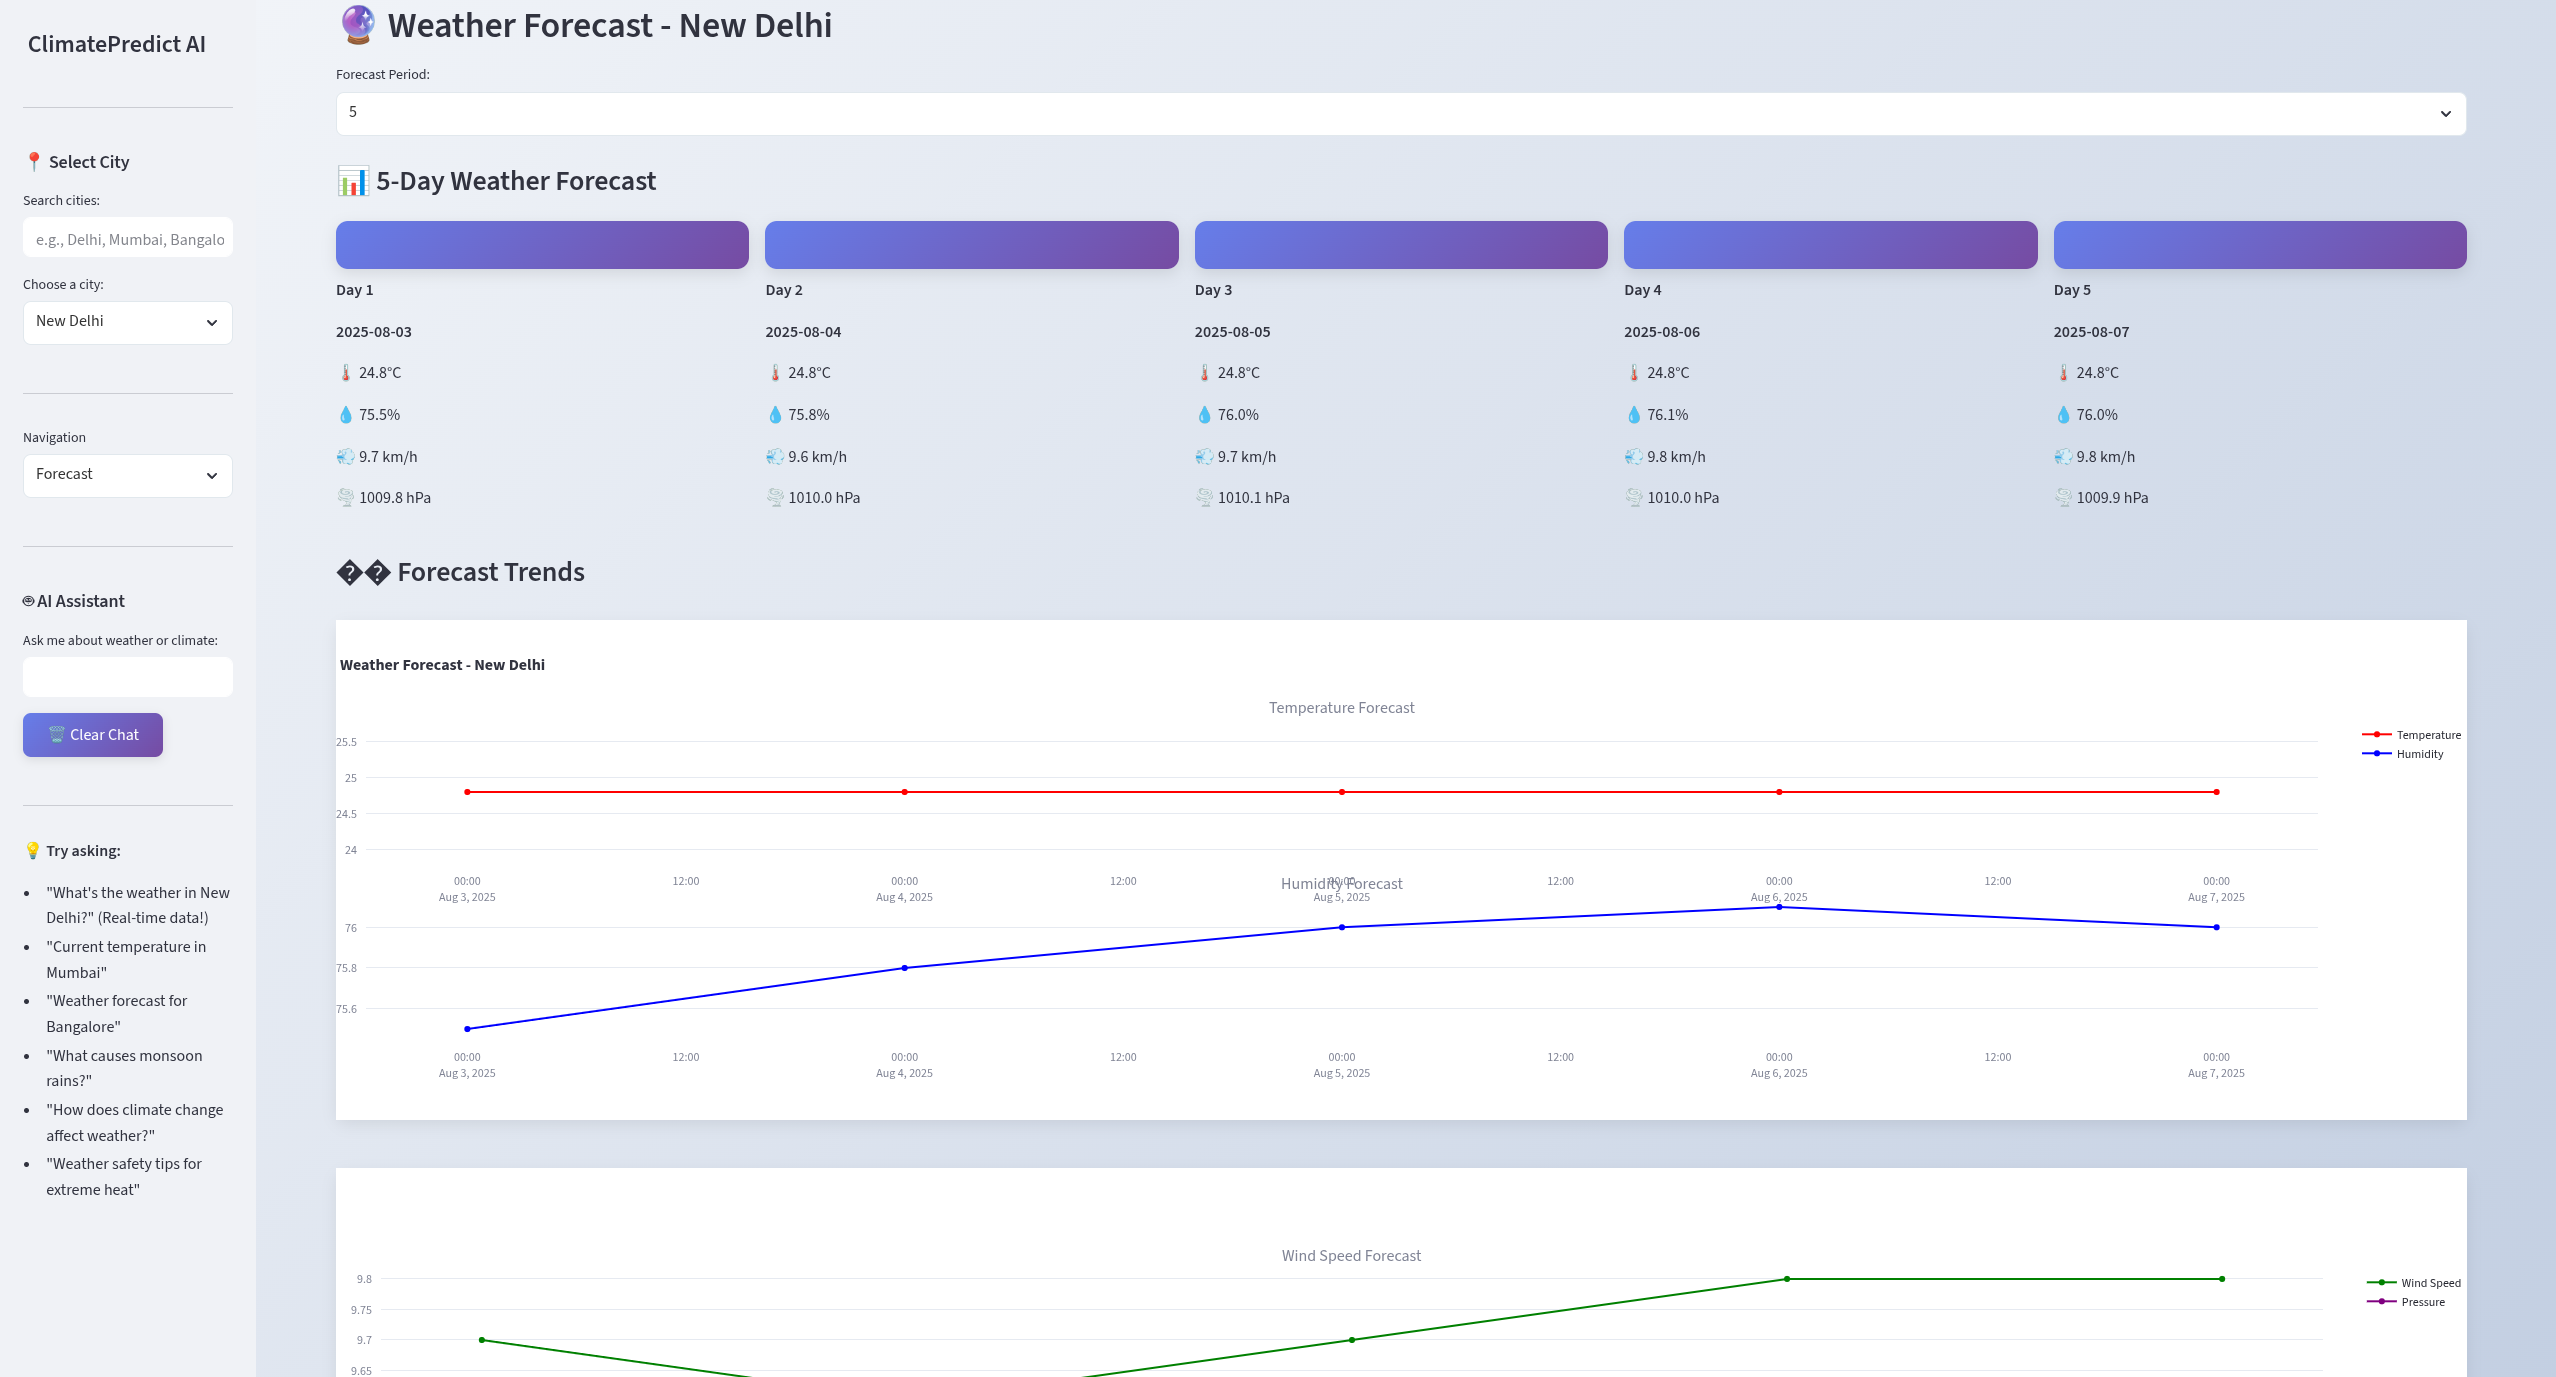 ClimatePredict AI
📍 Select City
Search cities:
e.g., Delhi, Mumbai, Bangalo
Choose a city:
New Delhi
Navigation
Forecast
AI Assistant
Ask me about weather or climate:
🗑️ Clear Chat
💡 Try asking:
• "What's the weather in New
Delhi?" (Real-time data!)
• "Current temperature in
Mumbai"
• "Weather forecast for
Bangalore"
• "What causes monsoon
rains?"
• "How does climate change
affect weather?"
• "Weather safety tips for
extreme heat"
🔮 Weather Forecast - New Delhi
Forecast Period:
5
📊 5-Day Weather Forecast
Day 1
2025-08-03
🌡️ 24.8°C
💧 75.5%
💨 9.7 km/h
🌪️ 1009.8 hPa
Day 2
2025-08-04
🌡️ 24.8°C
💧 75.8%
💨 9.6 km/h
🌪️ 1010.0 hPa
Day 3
2025-08-05
🌡️ 24.8°C
💧 76.0%
💨 9.7 km/h
🌪️ 1010.1 hPa
Day 4
2025-08-06
🌡️ 24.8°C
💧 76.1%
💨 9.8 km/h
🌪️ 1010.0 hPa
Day 5
2025-08-07
🌡️ 24.8°C
💧 76.0%
💨 9.8 km/h
🌪️ 1009.9 hPa
�� Forecast Trends
Weather Forecast - New Delhi
Temperature Forecast
25.5
25
24.5
24
Temperature
Humidity
00:00 12:00 00:00 12:00 00:00 12:00 00:00 12:00 00:00
Aug 3, 2025 Aug 4, 2025 Aug 5, 2025 Aug 6, 2025 Aug 7, 2025
Humidity Forecast
76
75.8
75.6
00:00 12:00 00:00 12:00 00:00 12:00 00:00 12:00 00:00
Aug 3, 2025 Aug 4, 2025 Aug 5, 2025 Aug 6, 2025 Aug 7, 2025
Wind Speed Forecast
9.8
9.75
9.7
9.65
Wind Speed
Pressure